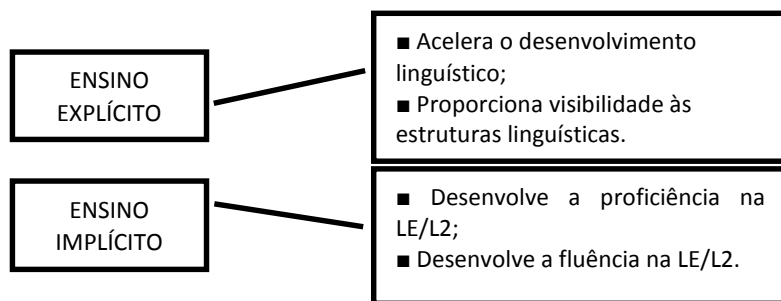 ENSINO
EXPLÍCITO
■ Acelera o desenvolvimento
linguístico;
■ Proporciona visibilidade às
estruturas linguísticas.
ENSINO
IMPLÍCITO
■ Desenvolve a proficiência na
LE/L2;
■ Desenvolve a fluência na LE/L2.